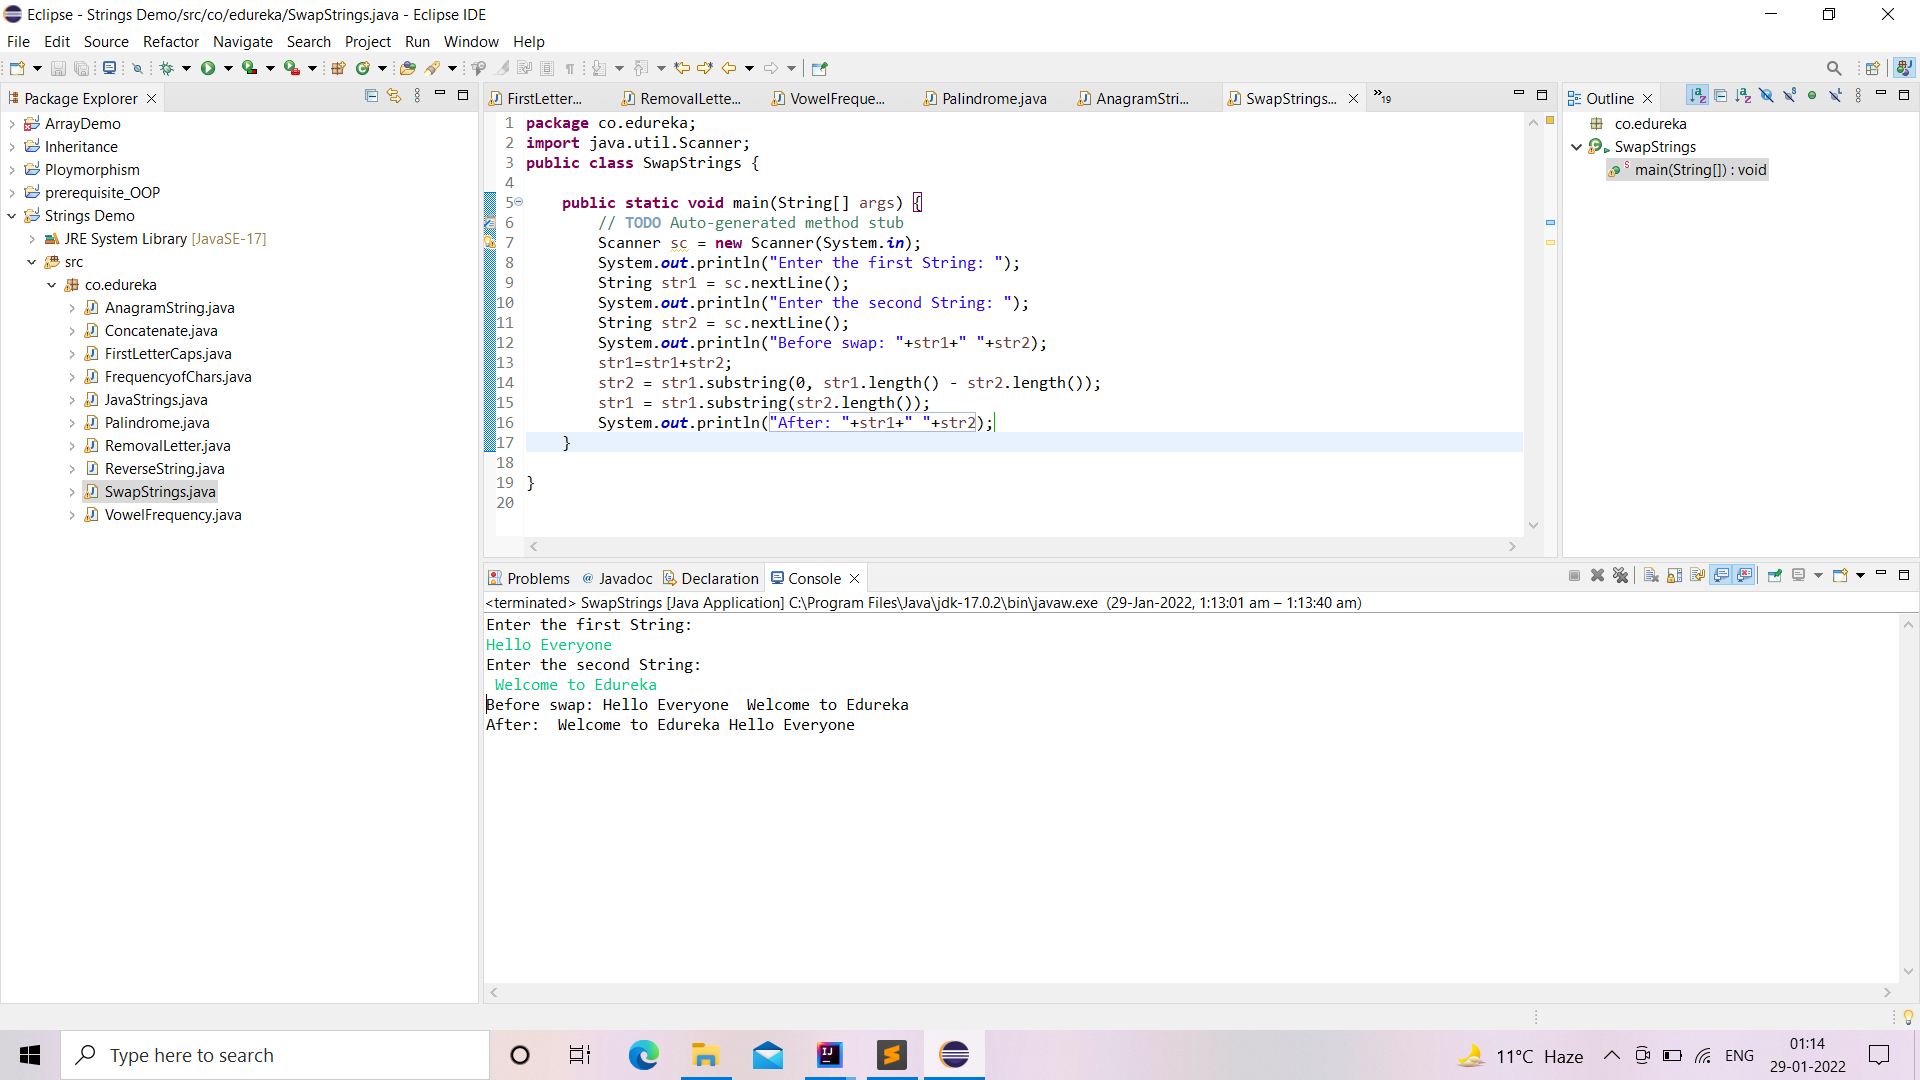 Eclipse - Strings Demo/src/co/edureka/SwapStrings.java - Eclipse IDE
File Edit Source Refactor Navigate Search Project Run Window Help
Package Explorer
ArrayDemo
Inheritance
Ploymorphism
prerequisite_OOP
Strings Demo
JRE System Library [JavaSE-17]
src
co.edureka
AnagramString.java
Concatenate.java
FirstLetterCaps.java
FrequencyofChars.java
JavaStrings.java
Palindrome.java
RemovalLetter.java
ReverseString.java
SwapStrings.java
VowelFrequency.java
FirstLetter... RemovalLette... VowelFreque... Palindrome.java AnagramStri... SwapStrings... »19
1 package co.edureka;
2 import java.util.Scanner;
3 public class SwapStrings {
4
5 public static void main(String[] args) {
6 // TODO Auto-generated method stub
7 Scanner sc = new Scanner(System.in);
8 System.out.println("Enter the first String: ");
9 String str1 = sc.nextLine();
10 System.out.println("Enter the second String: ");
11 String str2 = sc.nextLine();
12 System.out.println("Before swap: "+str1+" "+str2);
13 str1=str1+str2;
14 str2 = str1.substring(0, str1.length() - str2.length());
15 str1 = str1.substring(str2.length());
16 System.out.println("After: "+str1+" "+str2);
17 }
18
19 }
20
Outline
co.edureka
SwapStrings
main(String[]) : void
Problems @ Javadoc Declaration Console
<terminated> SwapStrings [Java Application] C:\Program Files\Java\jdk-17.0.2\bin\javaw.exe (29-Jan-2022, 1:13:01 am – 1:13:40 am)
Enter the first String:
Hello Everyone
Enter the second String:
Welcome to Edureka
Before swap: Hello Everyone  Welcome to Edureka
After:  Welcome to Edureka Hello Everyone
Type here to search
11°C Haze
ENG
01:14
29-01-2022